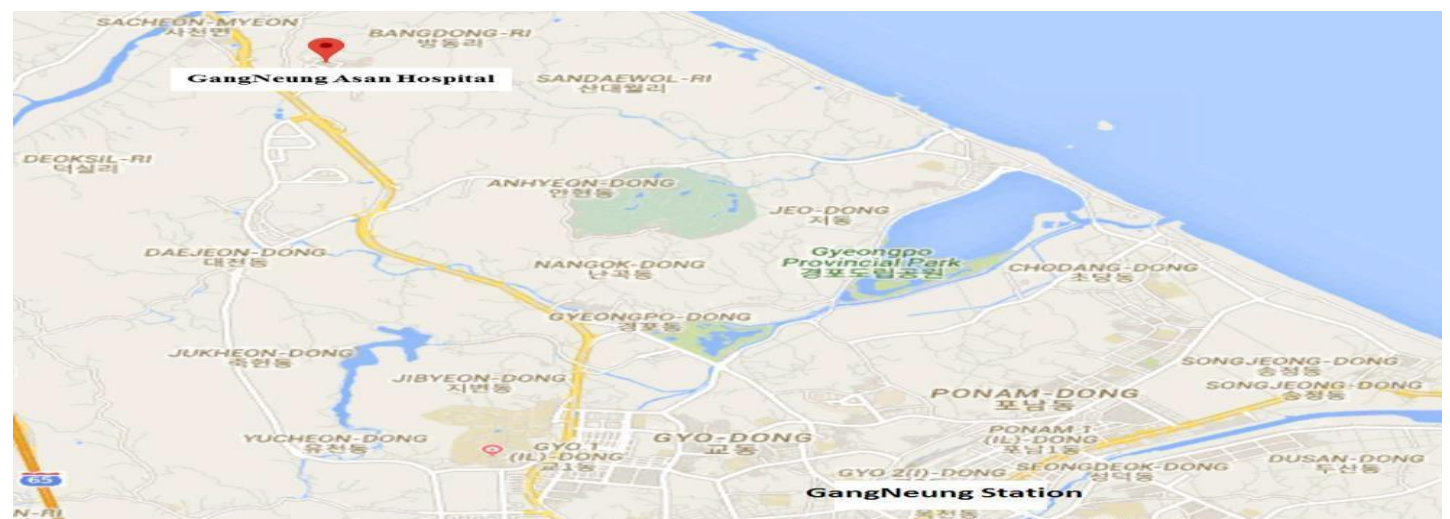 SACHEON-MYEON
사천면
BANGDONG-RI
방동리
GangNeung Asan Hospital
SANDAEWOL-RI
산대월리
DEOKSIL-RI
덕실리
ANHYEON-DONG
안현동
JEO-DONG
저동
DAEJEON-DONG
대전동
NANGOK-DONG
난곡동
Gyeongpo
Provincial Park
경포도립공원
CHODANG-DONG
초당동
GYEONGPO-DONG
경포동
JUKHEON-DONG
죽헌동
JIBYEON-DONG
지변동
SONGJEONG-DONG
송정동
SONGJEONG-DONG
송정동
PONAM-DONG
포남동
YUCHEON-DONG
유천동
GYO 1
(IL)-DONG
교1동
GYO-DONG
교동
PONAM 1
(IL)-DONG
포남1동
GYO 2(I)-DONG
SEONGDEOK-DONG
성덕동
DUSAN-DONG
두산동
65
GangNeung Station
옥천동
N-RI